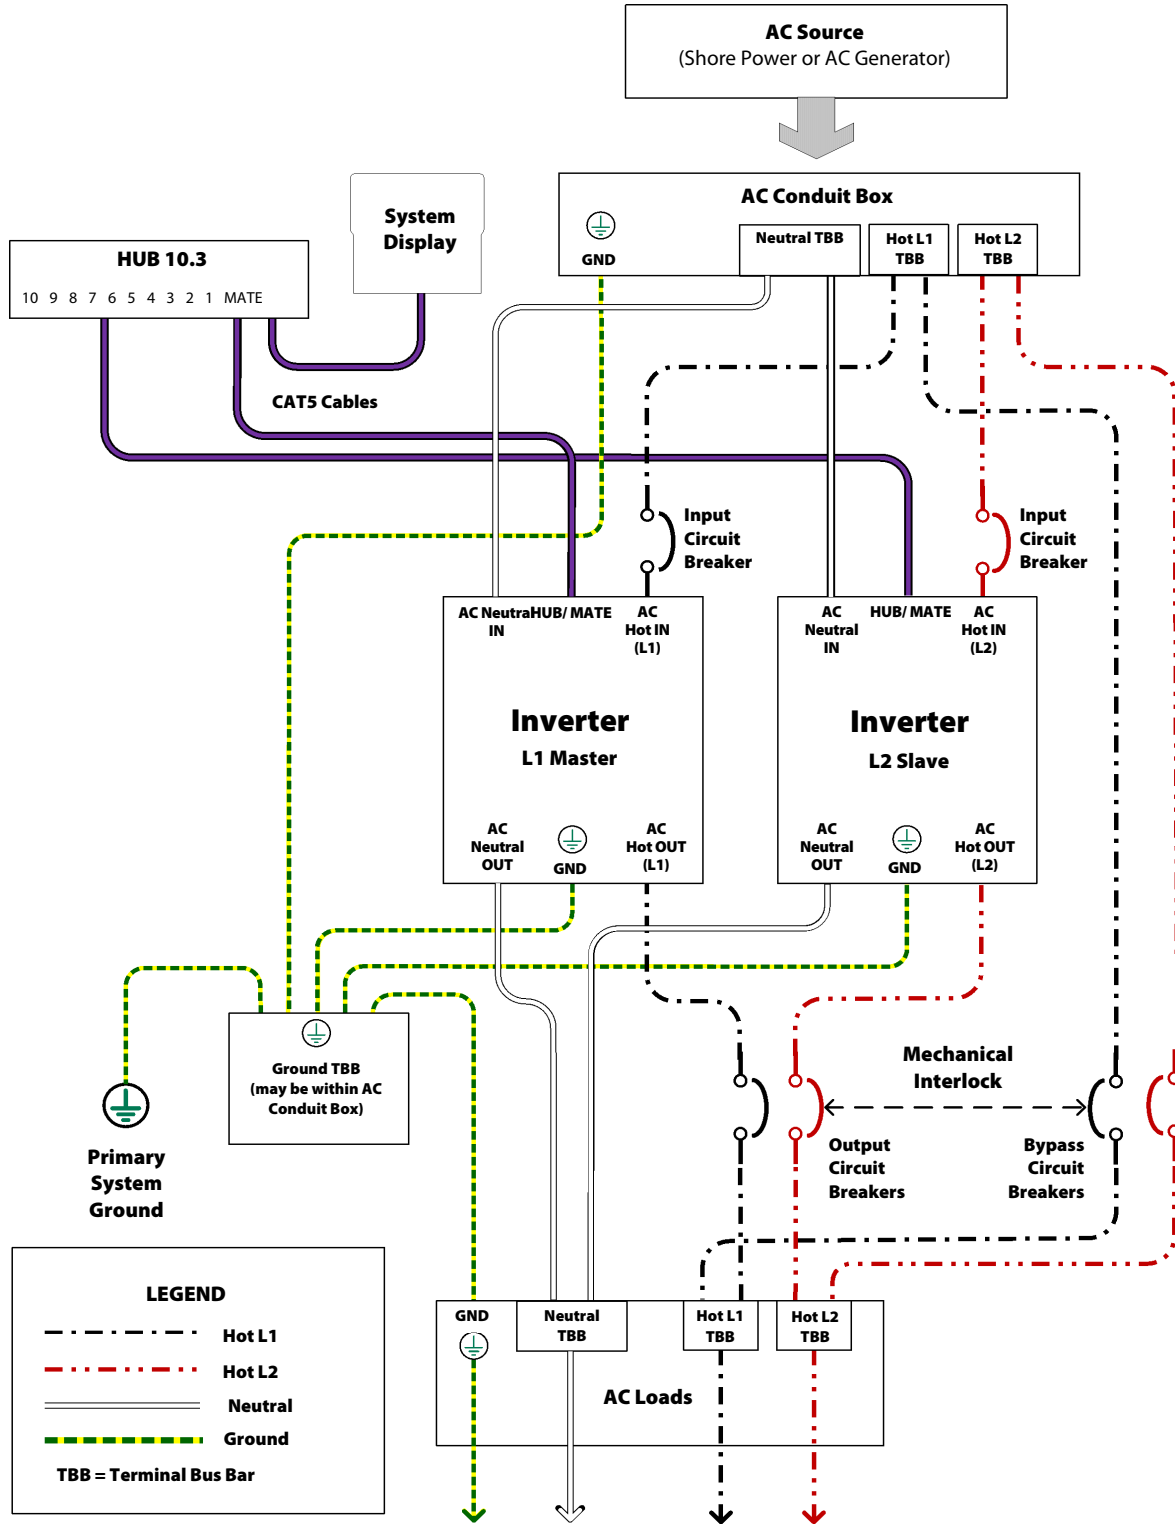 AC Source
(Shore Power or AC Generator)
AC Conduit Box
GND
Neutral TBB
Hot L1
TBB
Hot L2
TBB
System
Display
HUB 10.3
10 9 8 7 6 5 4 3 2 1 MATE
CAT5 Cables
Input
Circuit
Breaker
Input
Circuit
Breaker
AC Neutral
IN
HUB/ MATE
AC
Hot IN
(L1)
Inverter
L1 Master
AC
Neutral
OUT
GND
AC
Hot OUT
(L1)
AC
Neutral
IN
HUB/ MATE
AC
Hot IN
(L2)
Inverter
L2 Slave
AC
Neutral
OUT
GND
AC
Hot OUT
(L2)
Ground TBB
(may be within AC
Conduit Box)
Primary
System
Ground
Mechanical
Interlock
Output
Circuit
Breakers
Bypass
Circuit
Breakers
LEGEND
Hot L1
Hot L2
Neutral
Ground
TBB = Terminal Bus Bar
GND
Neutral
TBB
Hot L1
TBB
Hot L2
TBB
AC Loads